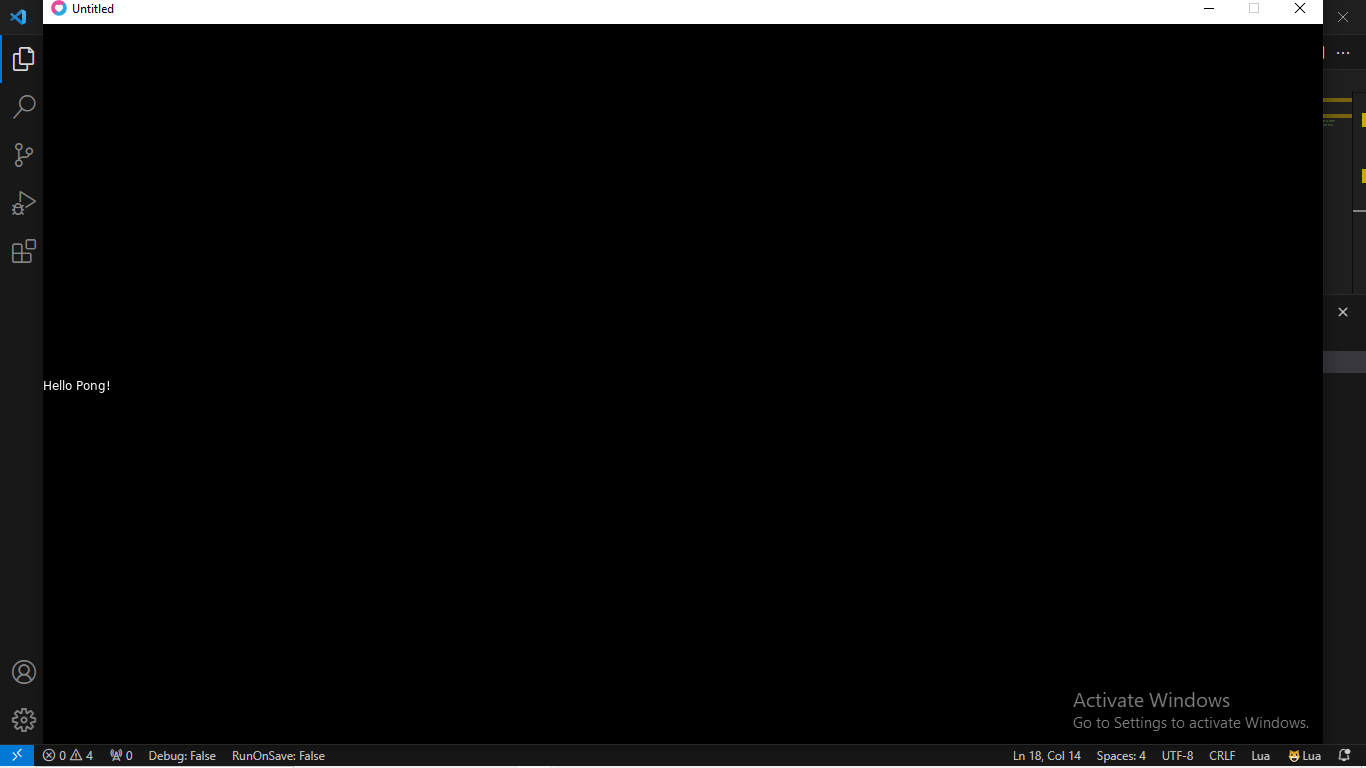 Untitled
Hello Pong!
Activate Windows
Go to Settings to activate Windows.
0 4 0 Debug: False RunOnSave: False Ln 18, Col 14 Spaces: 4 UTF-8 CRLF Lua Lua